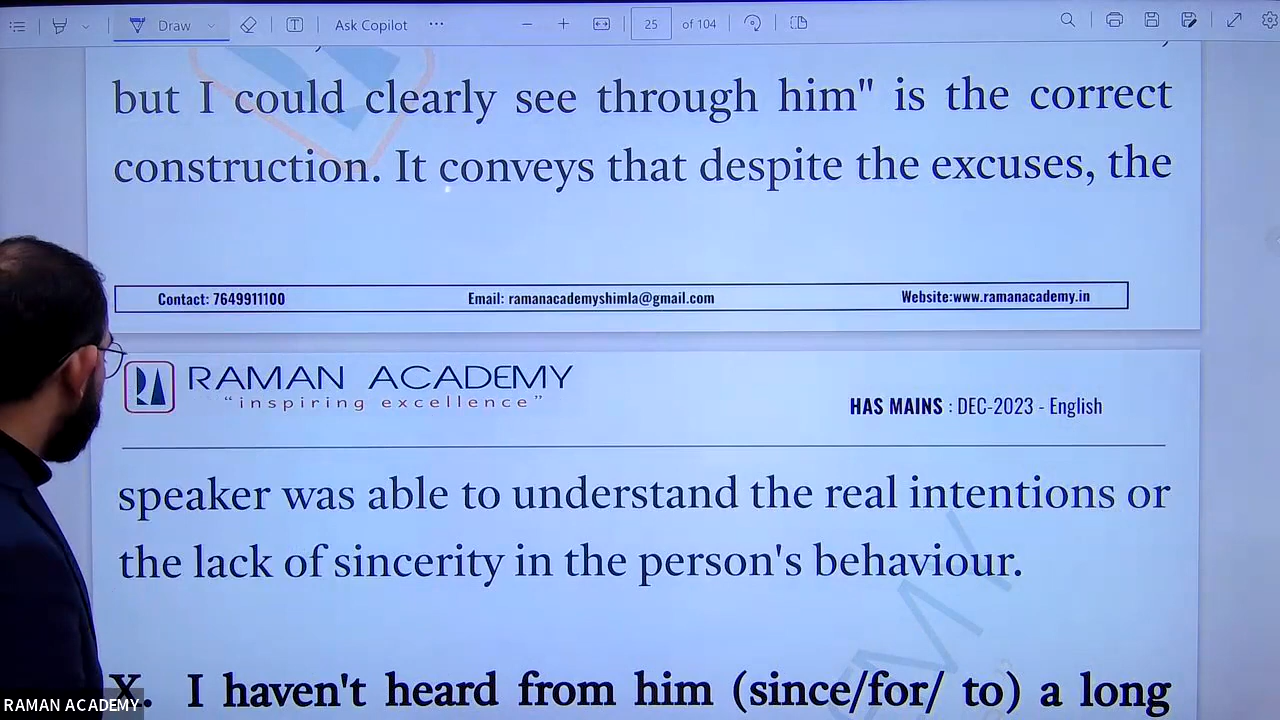 Draw
Ask Copilot
25 of 104
but I could clearly see through him" is the correct
construction. It conveys that despite the excuses, the
Contact: 7649911100 Email: ramanacademyshimla@gmail.com Website:www.ramanacademy.in
RAMAN ACADEMY
"inspiring excellence"
HAS MAINS : DEC-2023 - English
speaker was able to understand the real intentions or
the lack of sincerity in the person's behaviour.
X. I haven't heard from him (since/for/ to) a long
RAMAN ACADEMY